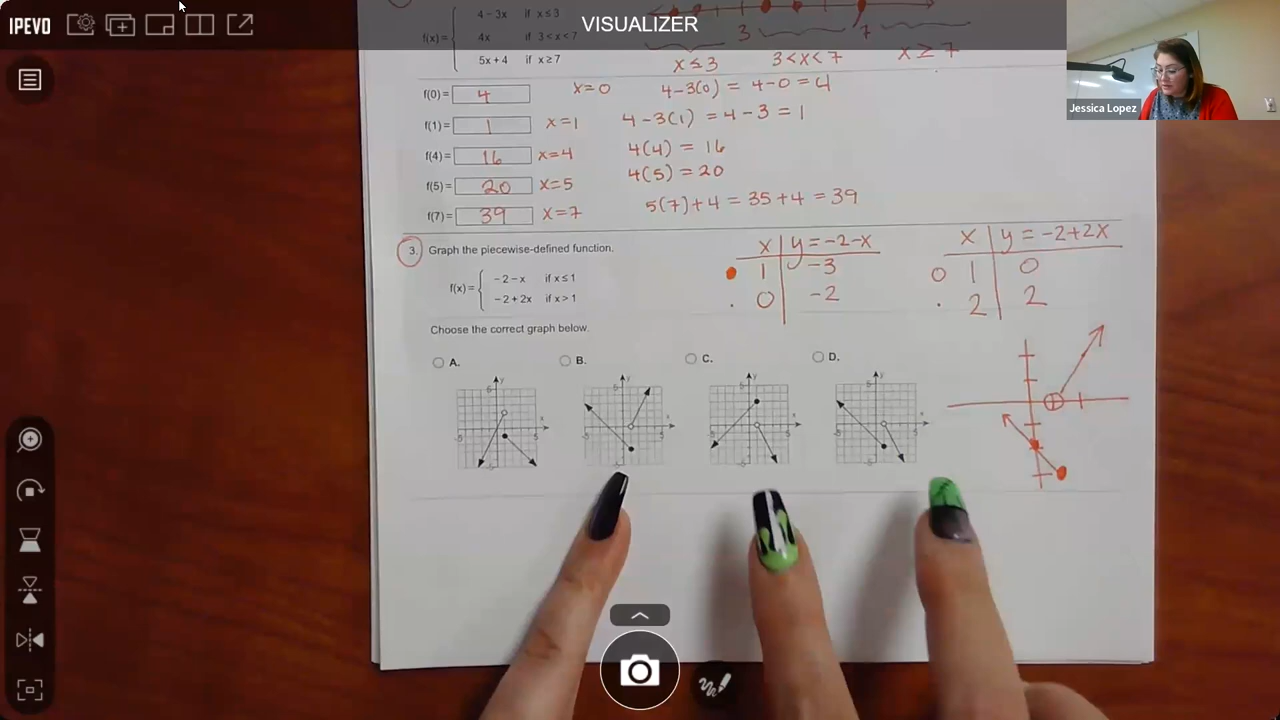 IPEVO
VISUALIZER
Jessica Lopez
4 − 3x if x ≤ 3
f(x) = 4x if 3 < x < 7
5x + 4 if x ≥ 7
3 7
x ≤ 3 3 < x < 7 x ≥ 7
f(0) = 4 x=0 4-3(0) = 4-0 = 4
f(1) = 1 x=1 4-3(1) = 4-3 = 1
f(4) = 16 x=4 4(4) = 16
f(5) = 20 x=5 4(5) = 20
f(7) = 39 x=7 5(7)+4 = 35+4 = 39
3. Graph the piecewise-defined function.
f(x) = −2 − x if x ≤ 1
−2 + 2x if x > 1
x y = -2-x
1 -3
0 -2
x y = -2+2x
1 0
2 2
Choose the correct graph below.
A. B. C. D.